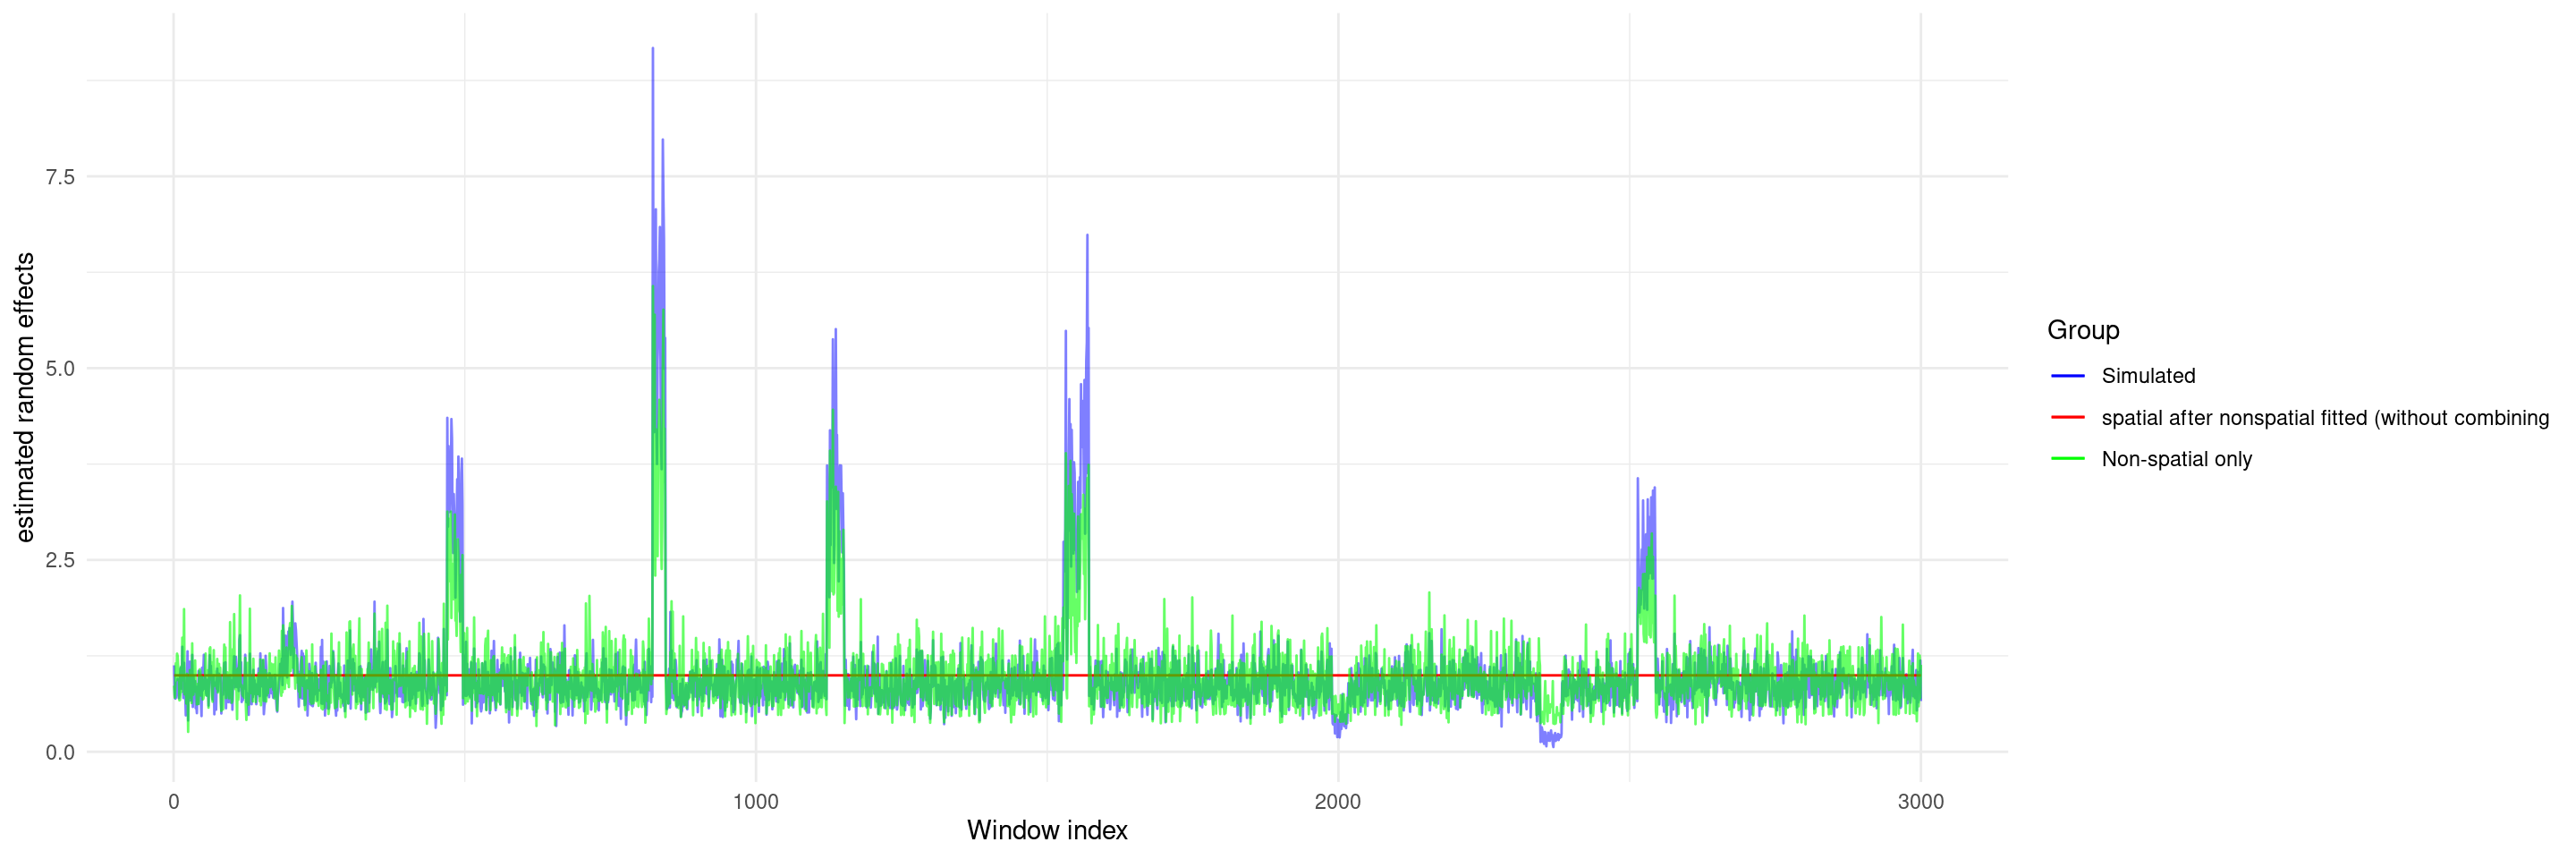 estimated random effects
7.5
5.0
2.5
0.0
0
1000
2000
3000
Window index
Group
Simulated
spatial after nonspatial fitted (without combining
Non-spatial only